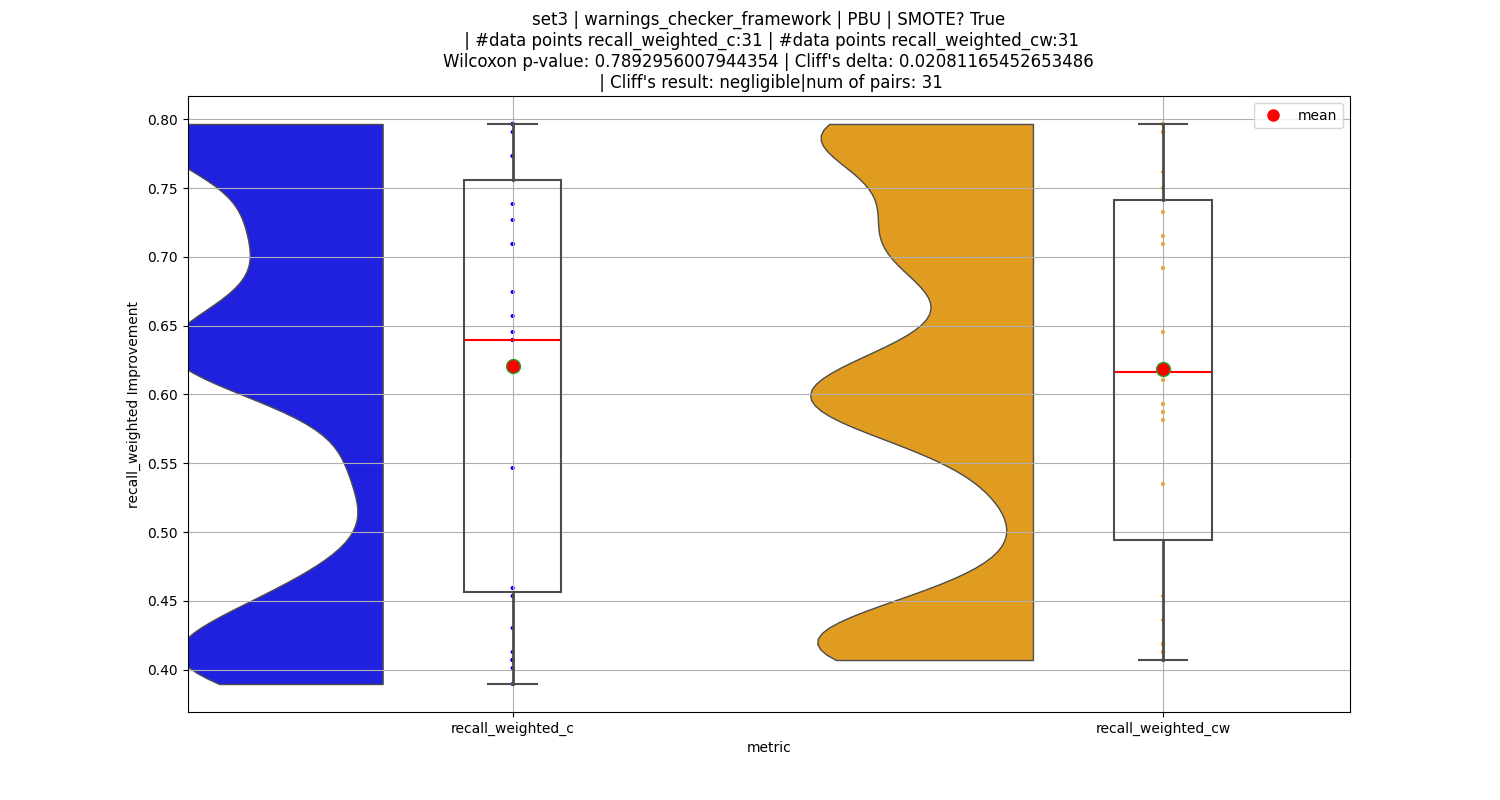 set3 | warnings_checker_framework | PBU | SMOTE? True
| #data points recall_weighted_c:31 | #data points recall_weighted_cw:31
Wilcoxon p-value: 0.7892956007944354 | Cliff's delta: 0.02081165452653486
| Cliff's result: negligible|num of pairs: 31
mean
0.80
0.75
0.70
0.65
0.60
0.55
0.50
0.45
0.40
recall_weighted Improvement
recall_weighted_c
recall_weighted_cw
metric